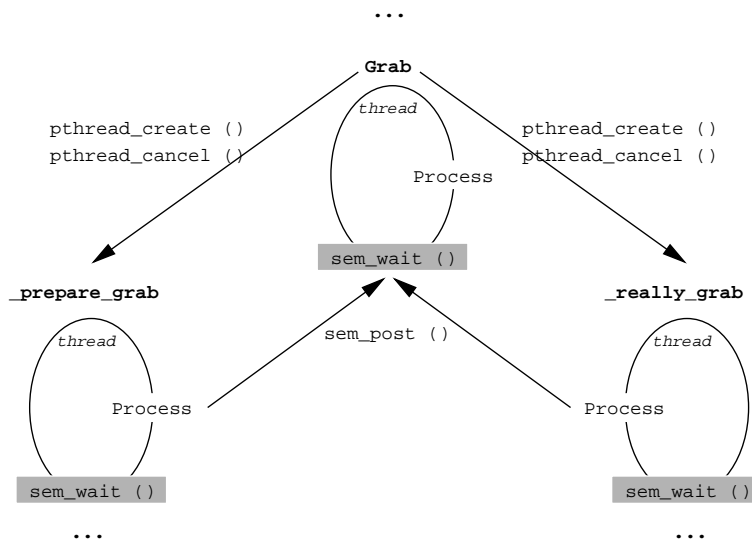 ...
Grab
thread
pthread_create ()
pthread_cancel ()
pthread_create ()
pthread_cancel ()
Process
sem_wait ()
_prepare_grab
_really_grab
thread
sem_post ()
thread
Process
Process
sem_wait ()
sem_wait ()
...
...